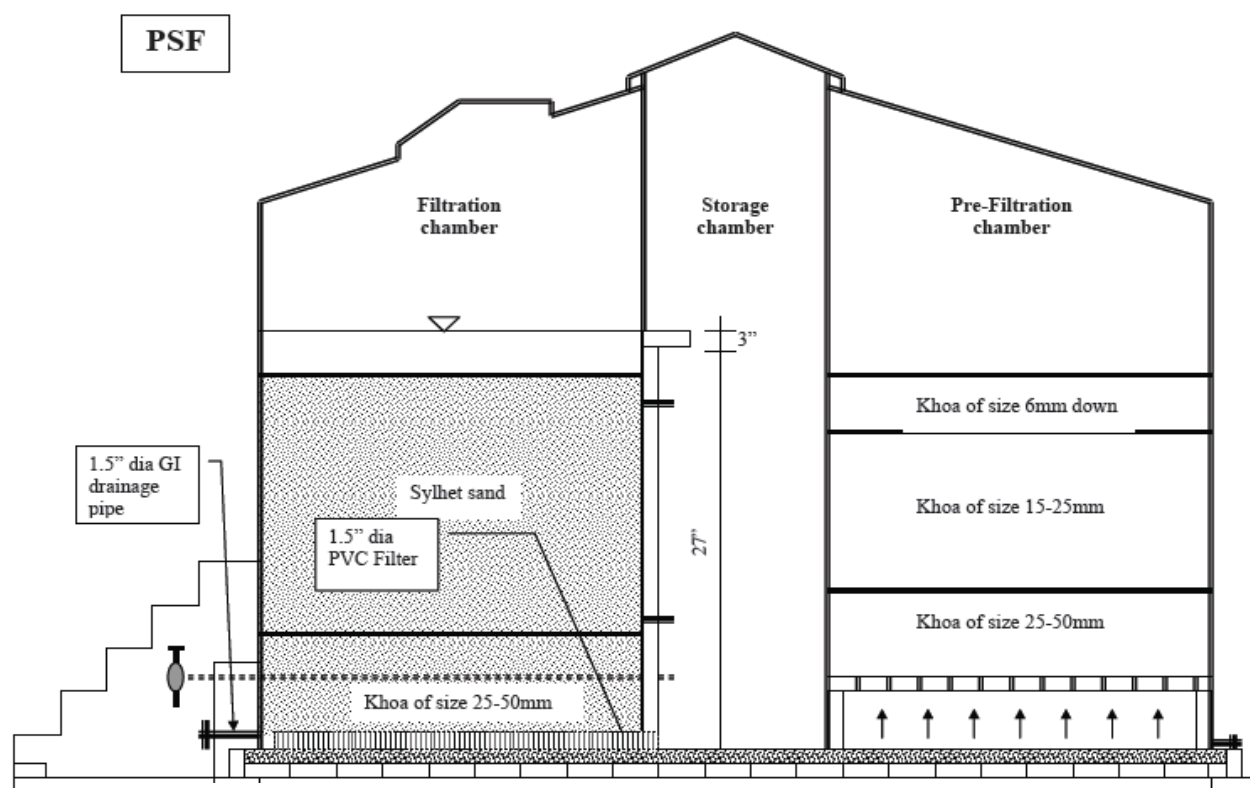 PSF
Filtration
chamber
Storage
chamber
Pre-Filtration
chamber
3”
Khoa of size 6mm down
1.5” dia GI
drainage
pipe
Sylhet sand
Khoa of size 15-25mm
1.5” dia
PVC Filter
27”
Khoa of size 25-50mm
Khoa of size 25-50mm